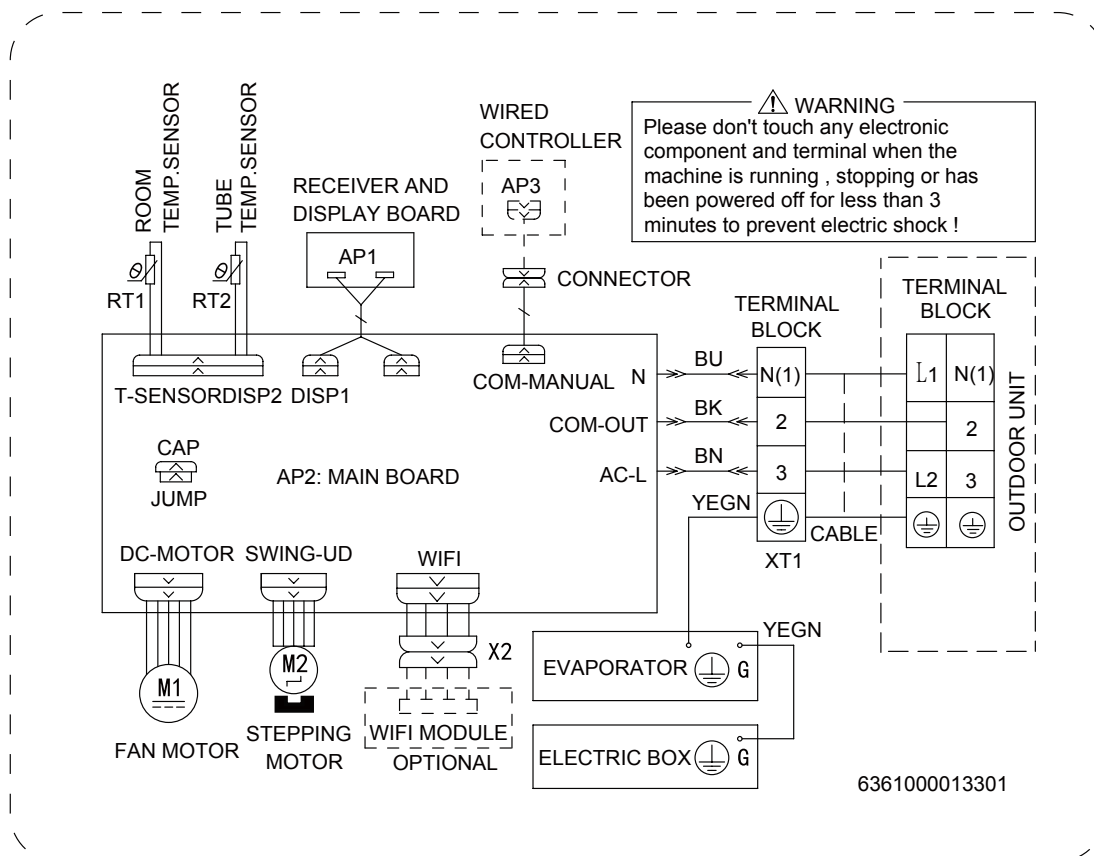 ROOM
TEMP.SENSOR
TUBE
TEMP.SENSOR
RT1
RT2
RECEIVER AND
DISPLAY BOARD
AP1
WIRED
CONTROLLER
AP3
CONNECTOR
WARNING
Please don't touch any electronic
component and terminal when the
machine is running , stopping or has
been powered off for less than 3
minutes to prevent electric shock !
T-SENSOR
DISP2
DISP1
COM-MANUAL
N
COM-OUT
AC-L
BU
BK
BN
YEGN
TERMINAL
BLOCK
N(1)
2
3
XT1
CABLE
TERMINAL
BLOCK
L1
N(1)
2
L2
3
OUTDOOR UNIT
CAP
JUMP
AP2: MAIN BOARD
DC-MOTOR
SWING-UD
WIFI
M1
FAN MOTOR
M2
STEPPING
MOTOR
X2
WIFI MODULE
OPTIONAL
YEGN
EVAPORATOR
G
ELECTRIC BOX
G
6361000013301